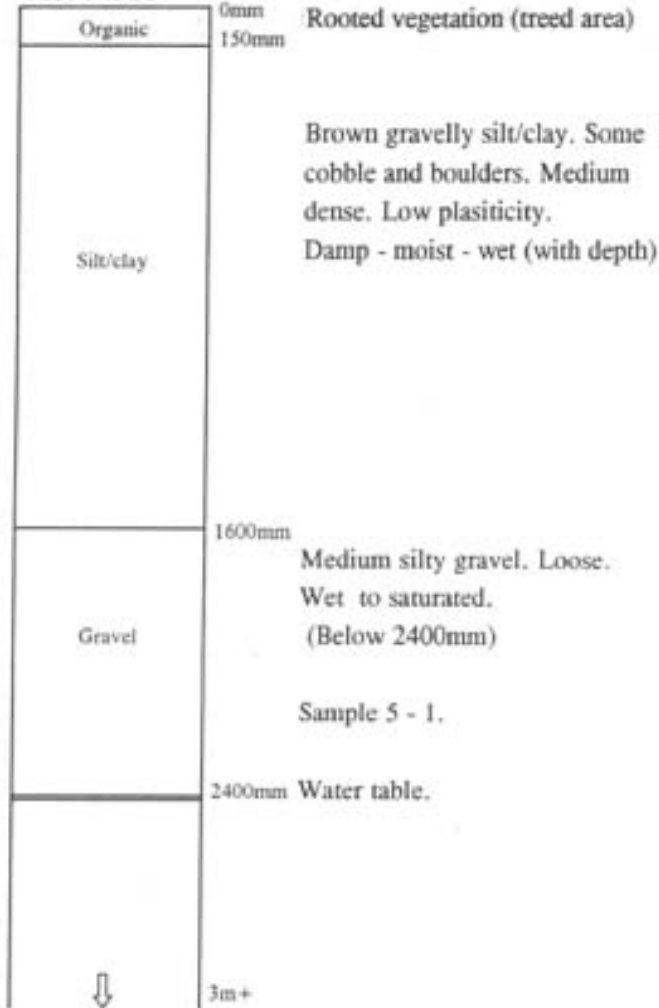 0mm
Organic
Rooted vegetation (treed area)
150mm
Brown gravelly silt/clay. Some
cobble and boulders. Medium
dense. Low plasiticity.
Silt/clay
Damp - moist - wet (with depth)
1600mm
Medium silty gravel. Loose.
Wet to saturated.
Gravel
(Below 2400mm)
Sample 5 - 1.
2400mm Water table.
3m+